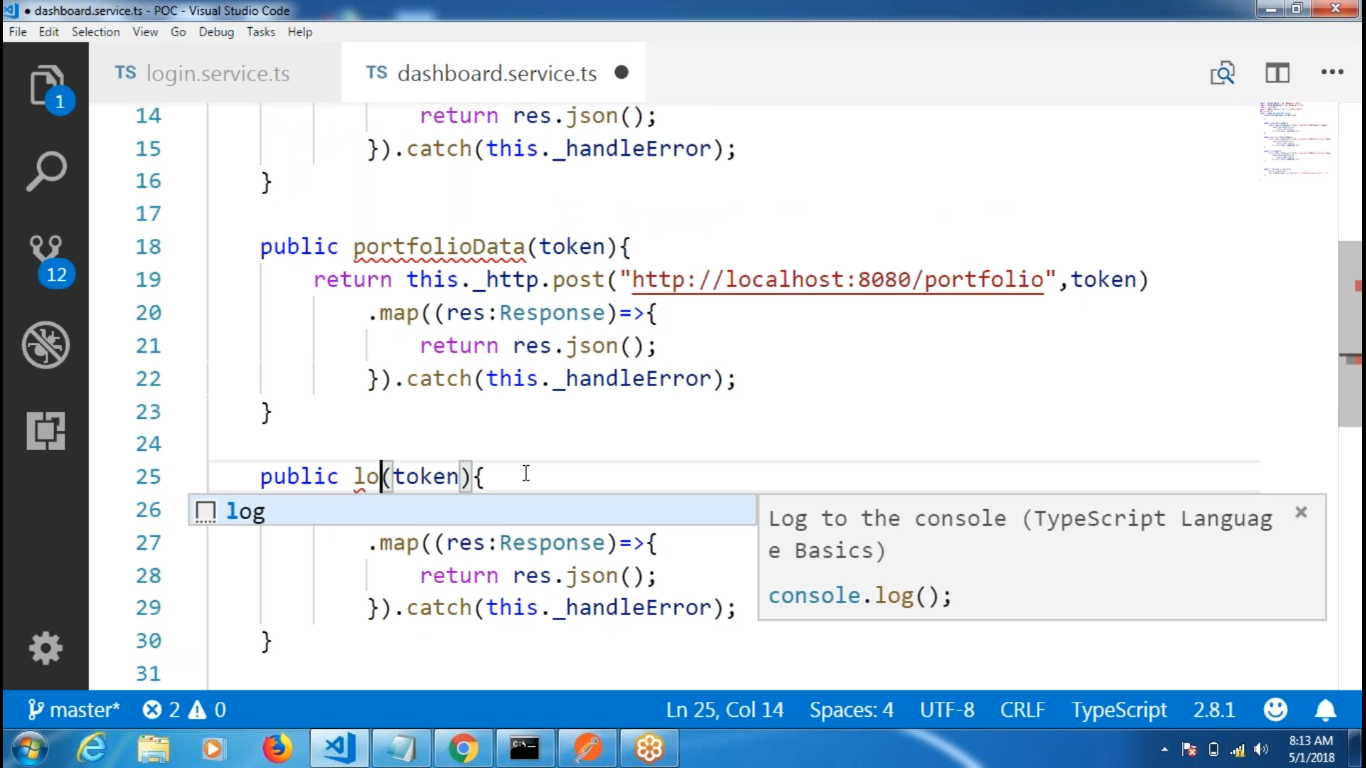 ● dashboard.service.ts - POC - Visual Studio Code
File Edit Selection View Go Debug Tasks Help
TS login.service.ts TS dashboard.service.ts ●
1
12
14 return res.json();
15 }).catch(this._handleError);
16 }
17
18 public portfolioData(token){
19 return this._http.post("http://localhost:8080/portfolio",token)
20 .map((res:Response)=>{
21 return res.json();
22 }).catch(this._handleError);
23 }
24
25 public lo(token){
26 log
Log to the console (TypeScript Languag
e Basics)
console.log();
27 .map((res:Response)=>{
28 return res.json();
29 }).catch(this._handleError);
30 }
31
master* 2 0 Ln 25, Col 14 Spaces: 4 UTF-8 CRLF TypeScript 2.8.1
8:13 AM
5/1/2018